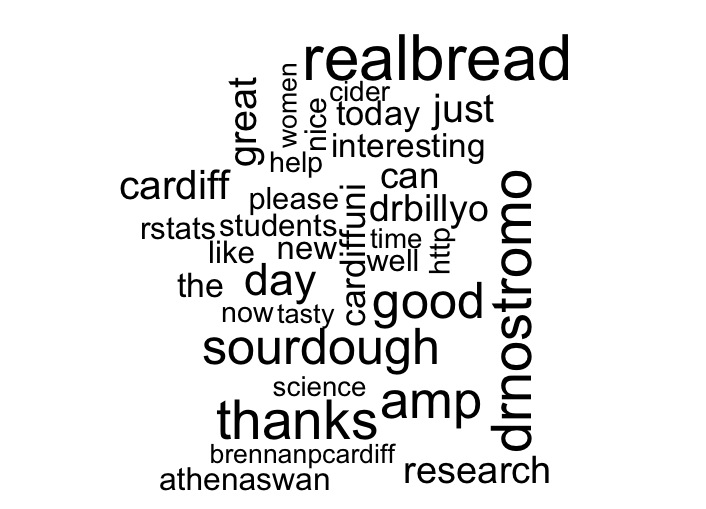 realbread
cider
women
great
nice
today
just
interesting
help
cardiff
can
please
drnostromo
cardiffuni
drbillyo
rstats
students
time
http
like
new
well
the
day
good
now
tasty
sourdough
science
amp
thanks
brennanpcardiff
athenaswan
research